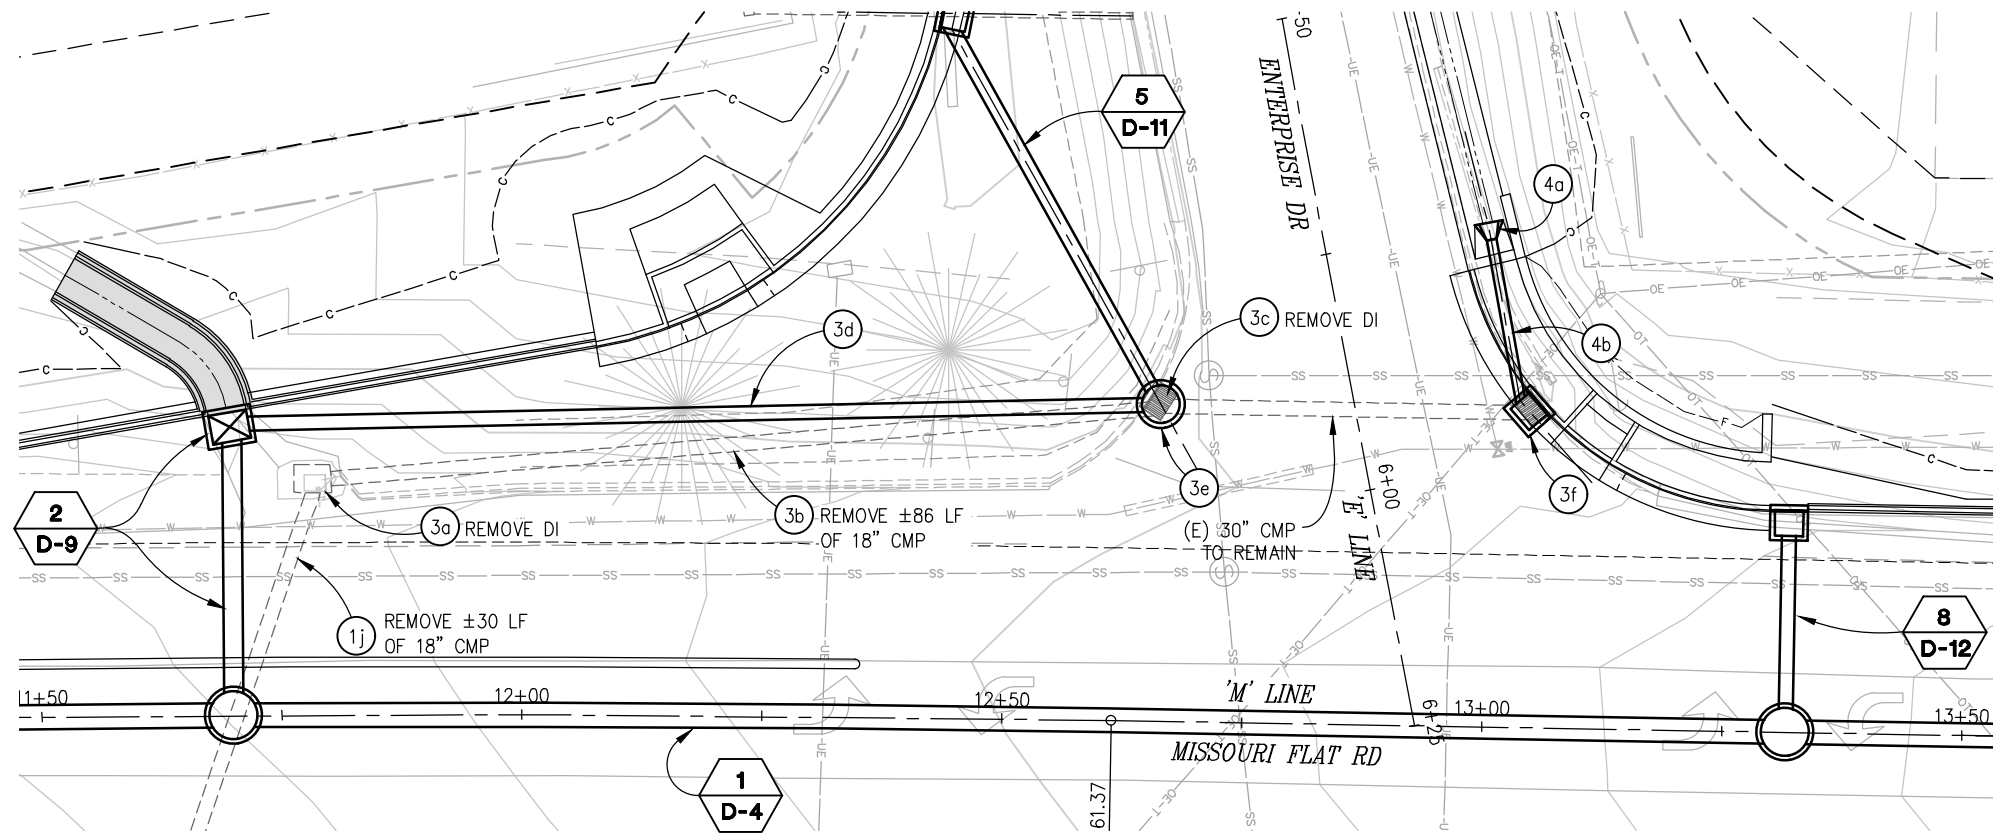 50
ENTERPRISE DR
5
D-11
4a
3d
3c REMOVE DI
4b
3e
3f
6+00
2
D-9
3a REMOVE DI
3b REMOVE ±86 LF
OF 18" CMP
(E) 30" CMP
TO REMAIN
'E' LINE
1j REMOVE ±30 LF
OF 18" CMP
8
D-12
11+50
12+00
12+50
'M' LINE
6+25
13+00
13+50
MISSOURI FLAT RD
1
D-4
61.37